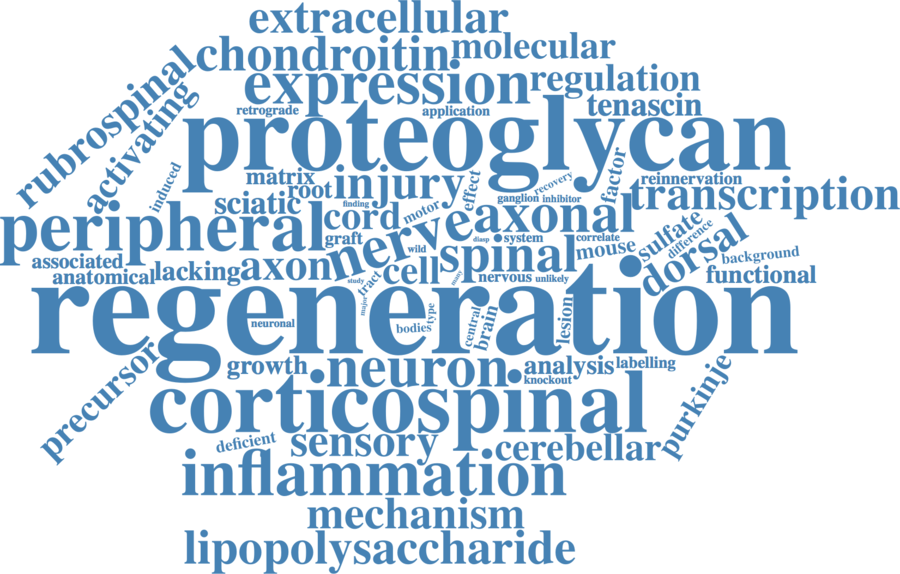 extracellular
chondroitin
molecular
expression
regulation
rubrospinal
activating
retrograde
application
tenascin
proteoglycan
induced
matrix
root
injury
effect
recovery
factor
reinnervation
ganglion
inhibitor
transcription
sciatic
finding
motor
peripheral
cord
nerve
axonal
sulfate
difference
dorsal
graft
wild
diasp
system
correlate
mouse
background
associated
anatomical
lacking
axon
study
tract
cell
spinal
many
nervous
unlikely
functional
major
regeneration
neuronal
bodies
type
central
brain
lesion
precursor
growth
neuron
analysis
labelling
knockout
purkinje
corticospinal
deficient
sensory
cerebellar
inflammation
mechanism
lipopolysaccharide